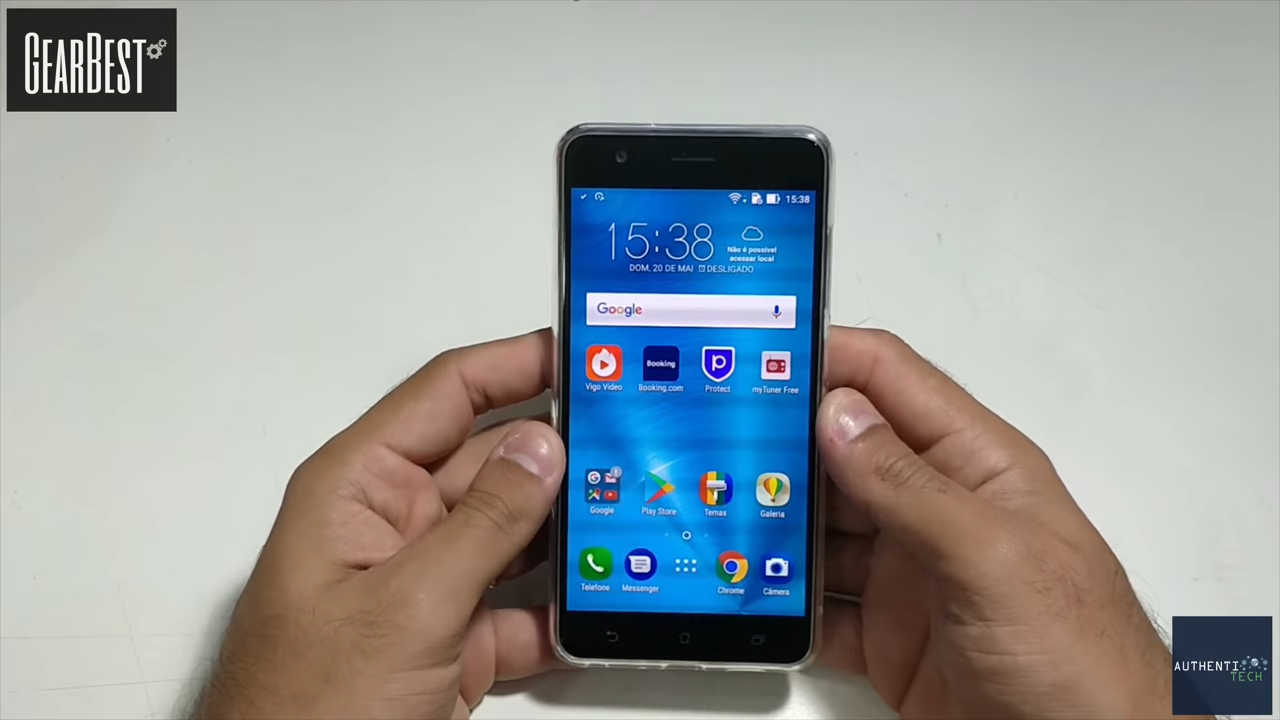 GEARBEST
15:38
15:38
Não é possível
acessar local
DOM, 20 DE MAI DESLIGADO
Google
Booking
Vigo Video Booking.com Protect myTuner Free
1
Google Play Store Temas Galeria
Telefone Messenger Chrome Câmera
AUTHENTI
TECH